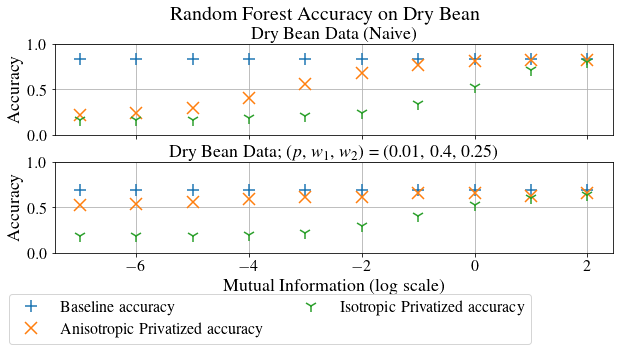 Random Forest Accuracy on Dry Bean
Dry Bean Data (Naive)
1.0
0.5
0.0
Accuracy
Dry Bean Data; (p, w₁, w₂) = (0.01, 0.4, 0.25)
1.0
0.5
0.0
Accuracy
−6 −4 −2 0 2
Mutual Information (log scale)
Baseline accuracy
Anisotropic Privatized accuracy
Isotropic Privatized accuracy